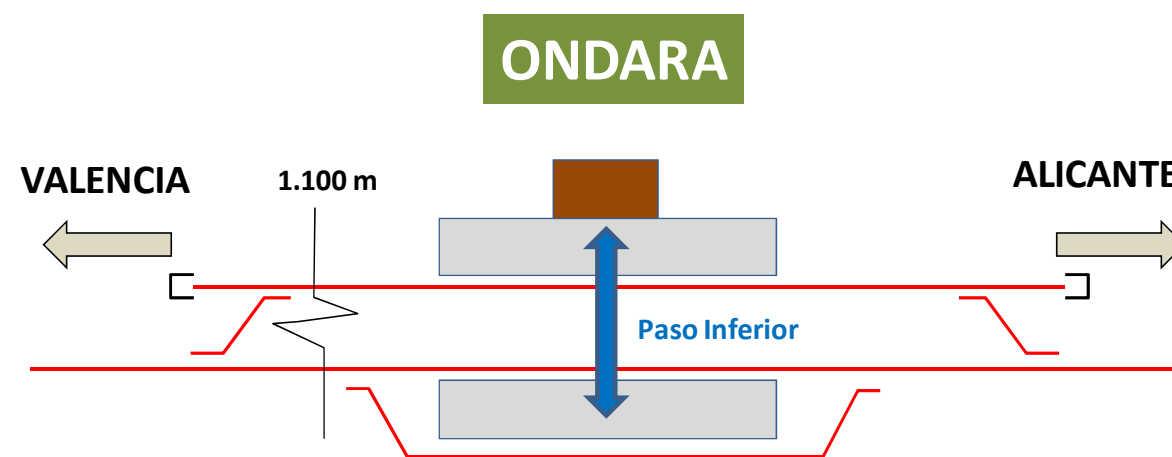 ONDARA
VALENCIA
1.100 m
ALICANTE
Paso Inferior